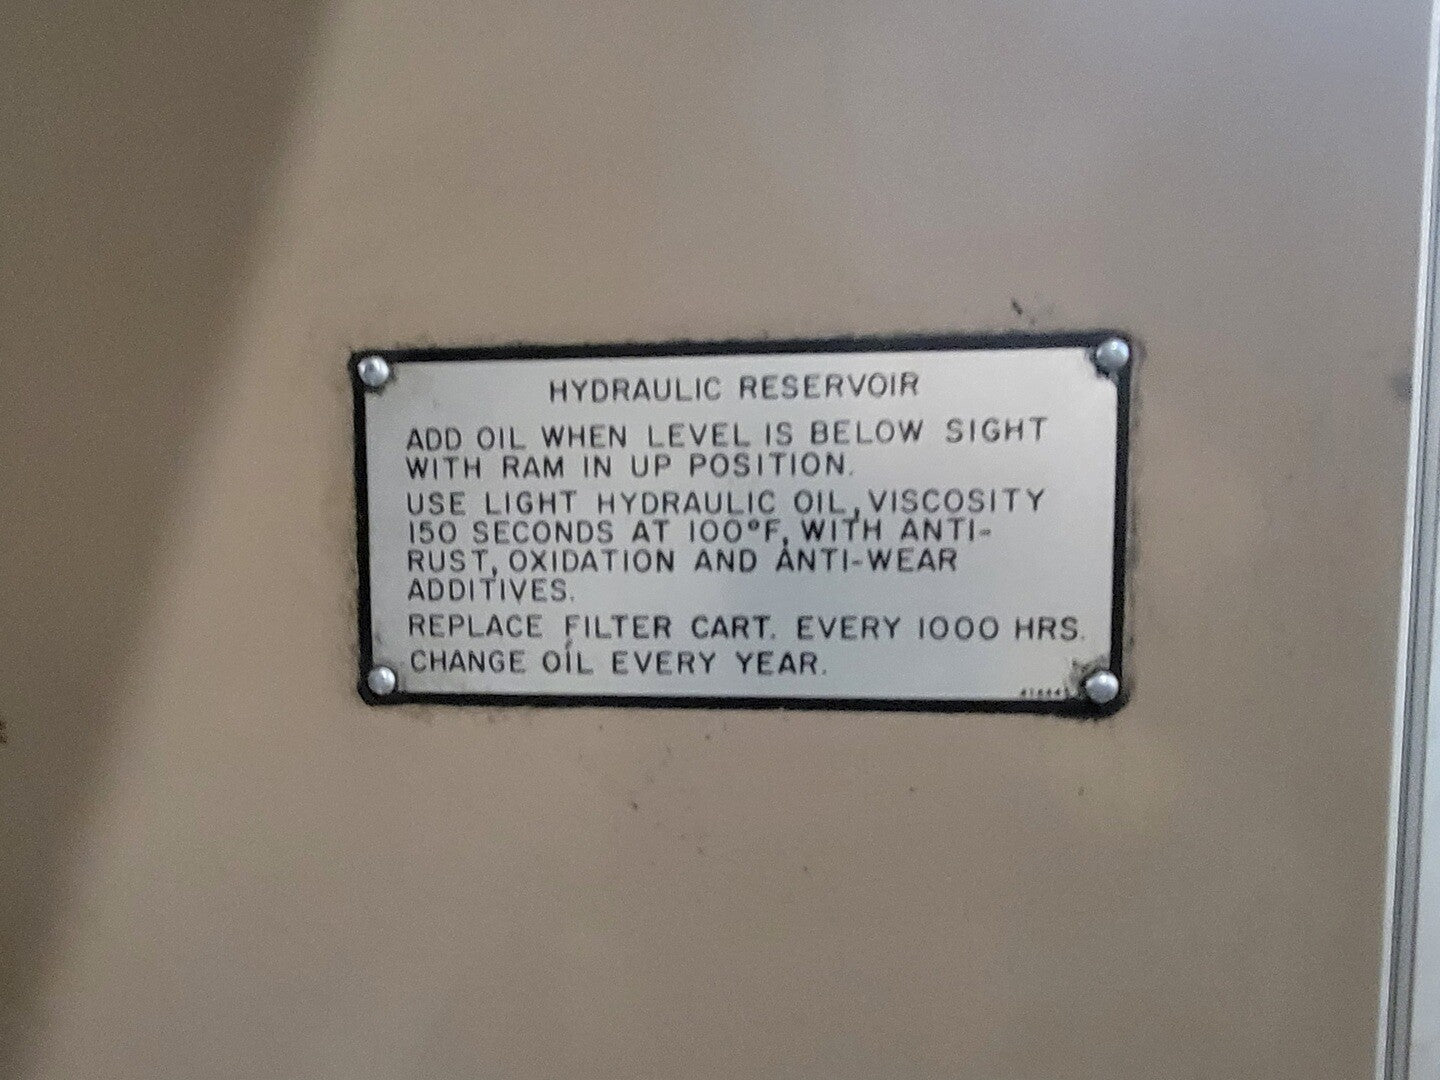 HYDRAULIC RESERVOIR
ADD OIL WHEN LEVEL IS BELOW SIGHT
WITH RAM IN UP POSITION.
USE LIGHT HYDRAULIC OIL, VISCOSITY
150 SECONDS AT 100°F, WITH ANTI-
RUST, OXIDATION AND ANTI-WEAR
ADDITIVES.
REPLACE FILTER CART. EVERY 1000 HRS.
CHANGE OIL EVERY YEAR.